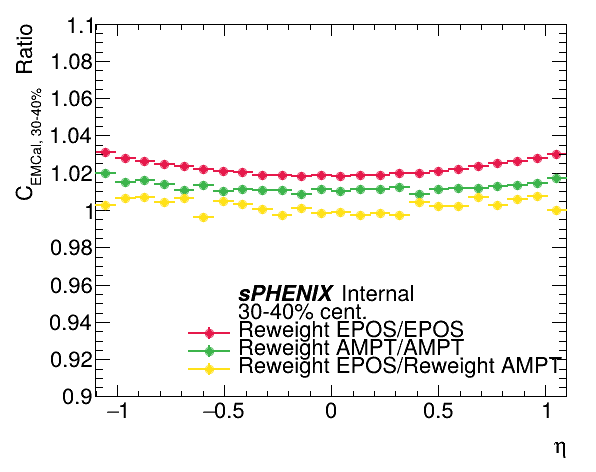 C_EMCal, 30-40% Ratio
1.1
1.08
1.06
1.04
1.02
1
0.98
0.96
0.94
0.92
0.9
sPHENIX Internal
30-40% cent.
Reweight EPOS/EPOS
Reweight AMPT/AMPT
Reweight EPOS/Reweight AMPT
−1 −0.5 0 0.5 1
η